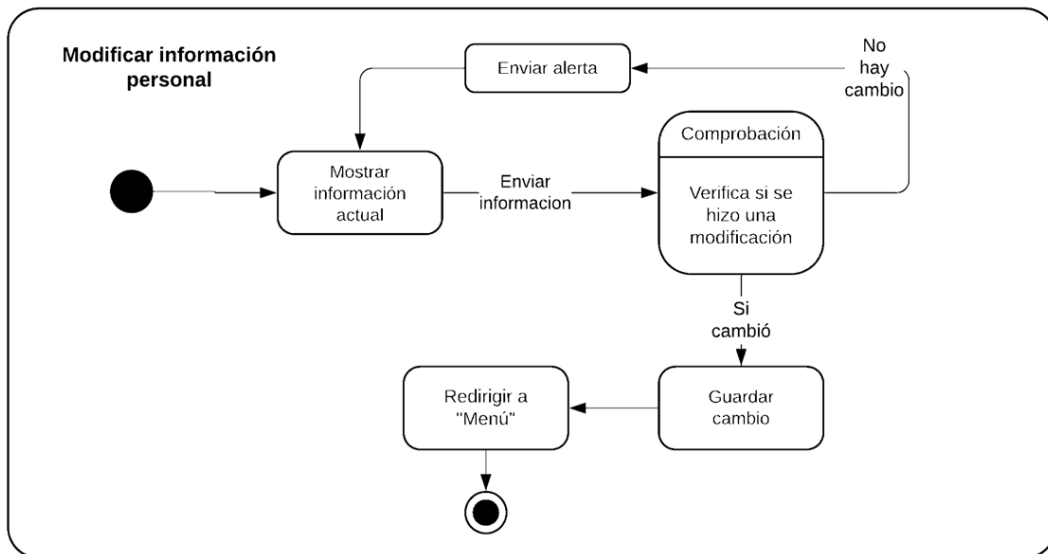 Modificar información
personal
Enviar alerta
No
hay
cambio
Mostrar
información
actual
Enviar
informacion
Comprobación
Verifica si se
hizo una
modificación
Si
cambió
Redirigir a
"Menú"
Guardar
cambio